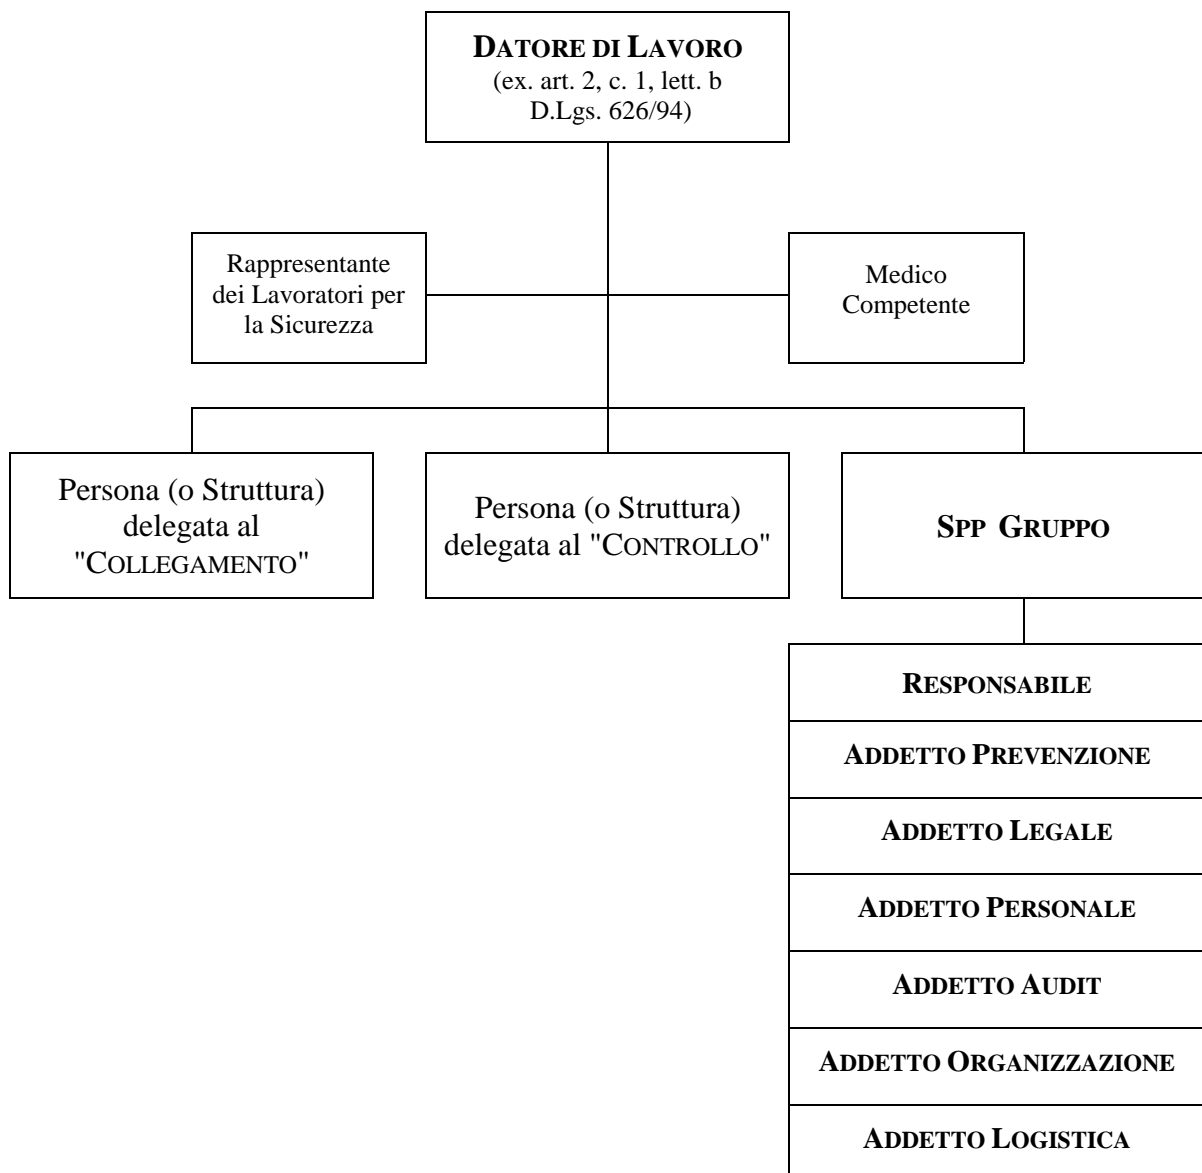 DATORE DI LAVORO
(ex. art. 2, c. 1, lett. b
D.Lgs. 626/94)
Rappresentante
dei Lavoratori per
la Sicurezza
Medico
Competente
Persona (o Struttura)
delegata al
"COLLEGAMENTO"
Persona (o Struttura)
delegata al "CONTROLLO"
SPP GRUPPO
RESPONSABILE
ADDETTO PREVENZIONE
ADDETTO LEGALE
ADDETTO PERSONALE
ADDETTO AUDIT
ADDETTO ORGANIZZAZIONE
ADDETTO LOGISTICA